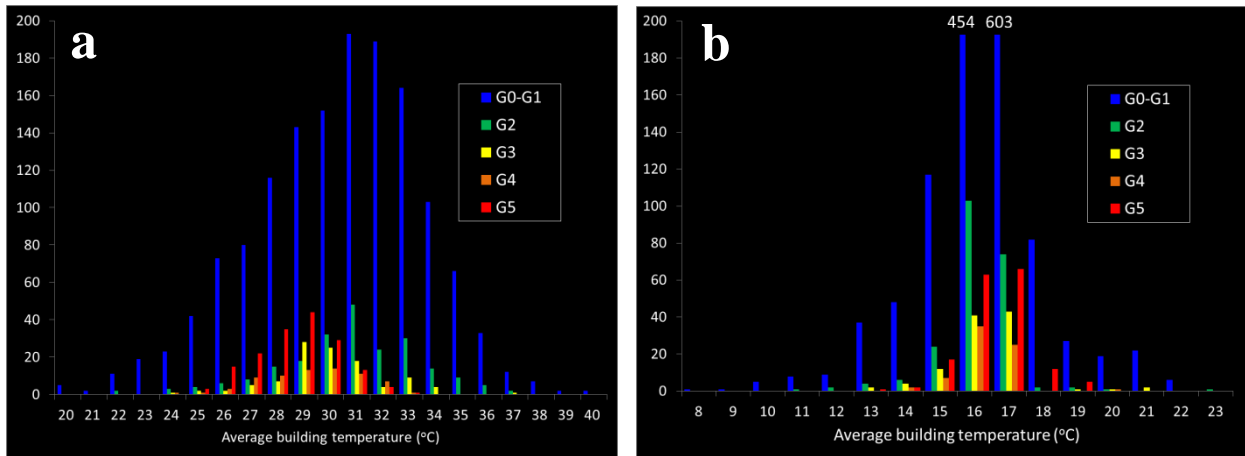 a
200
180
160
140
120
100
80
60
40
20
0
G0-G1
G2
G3
G4
G5
20 21 22 23 24 25 26 27 28 29 30 31 32 33 34 35 36 37 38 39 40
Average building temperature (°C)
b
454 603
200
180
160
140
120
100
80
60
40
20
0
G0-G1
G2
G3
G4
G5
8 9 10 11 12 13 14 15 16 17 18 19 20 21 22 23
Average building temperature (°C)